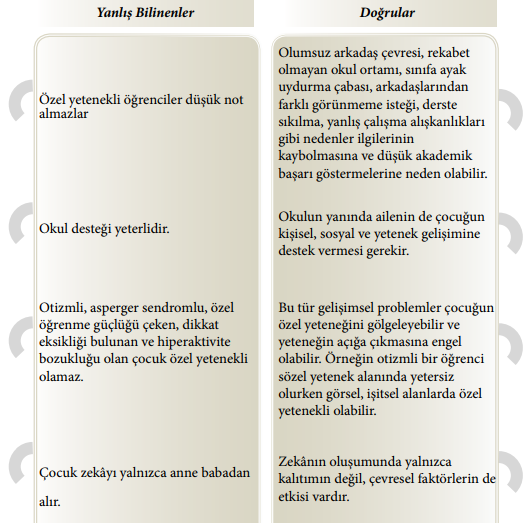 Yanlış Bilinenler
Doğrular
Özel yetenekli öğrenciler düşük not
almazlar
Olumsuz arkadaş çevresi, rekabet
olmayan okul ortamı, sınıfa ayak
uydurma çabası, arkadaşlarından
farklı görünmeme isteği, derste
sıkılma, yanlış çalışma alışkanlıkları
gibi nedenler ilgilerinin
kaybolmasına ve düşük akademik
başarı göstermelerine neden olabilir.
Okul desteği yeterlidir.
Okulun yanında ailenin de çocuğun
kişisel, sosyal ve yetenek gelişimine
destek vermesi gerekir.
Otizmli, asperger sendromlu, özel
öğrenme güçlüğü çeken, dikkat
eksikliği bulunan ve hiperaktivite
bozukluğu olan çocuk özel yetenekli
olamaz.
Bu tür gelişimsel problemler çocuğun
özel yeteneğini gölgeleyebilir ve
yeteneğin açığa çıkmasına engel
olabilir. Örneğin otizmli bir öğrenci
sözel yetenek alanında yetersiz
olurken görsel, işitsel alanlarda özel
yetenekli olabilir.
Çocuk zekâyı yalnızca anne babadan
alır.
Zekânın oluşumunda yalnızca
kalıtımın değil, çevresel faktörlerin de
etkisi vardır.